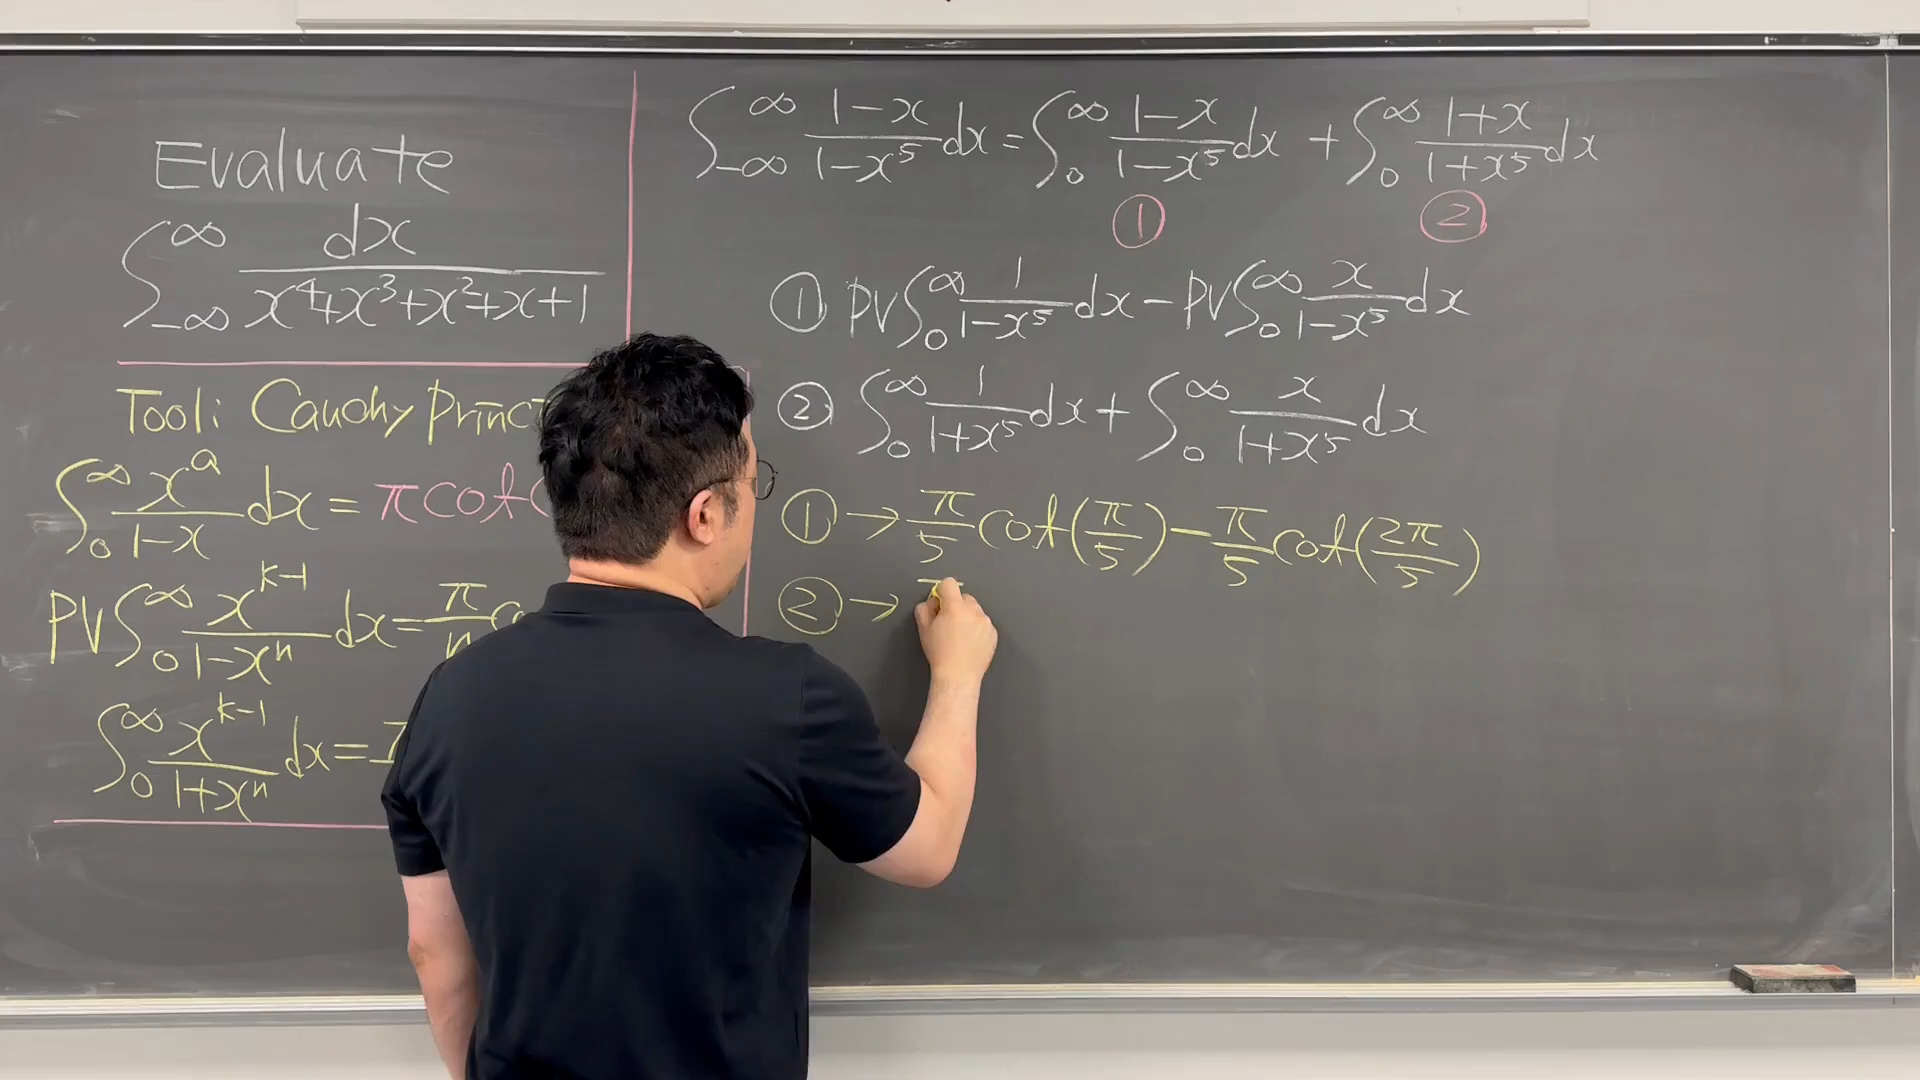 Evaluate
∫_{-∞}^{∞} dx/(x⁴+x³+x²+x+1)
Tool: Cauchy
∫_0^∞ x^a/(1-x) dx = π cot(
PV∫_0^∞ x^{k-1}/(1-x^n) dx = π/n
∫_0^∞ x^{k-1}/(1+x^n) dx =
∫_{-∞}^{∞} (1-x)/(1-x⁵) dx = ∫_0^∞ (1-x)/(1-x⁵) dx + ∫_0^∞ (1+x)/(1+x⁵) dx
① ②
① PV∫_0^∞ 1/(1-x⁵) dx - PV∫_0^∞ x/(1-x⁵) dx
② ∫_0^∞ 1/(1+x⁵) dx + ∫_0^∞ x/(1+x⁵) dx
① → π/5 cot(π/5) - π/5 cot(2π/5)
② →